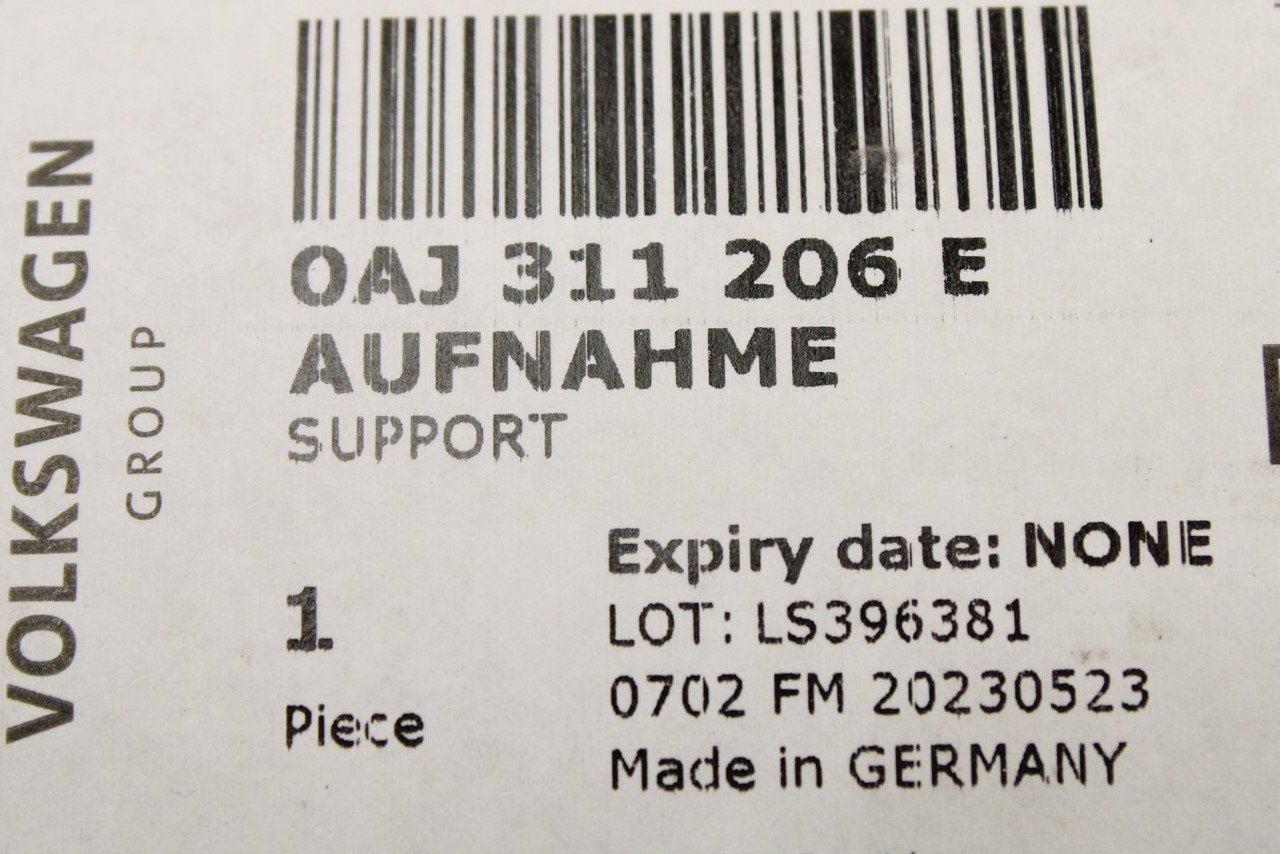 VOLKSWAGEN
GROUP
0AJ 311 206 E
AUFNAHME
SUPPORT
1
Piece
Expiry date: NONE
LOT: LS396381
0702 FM 20230523
Made in GERMANY